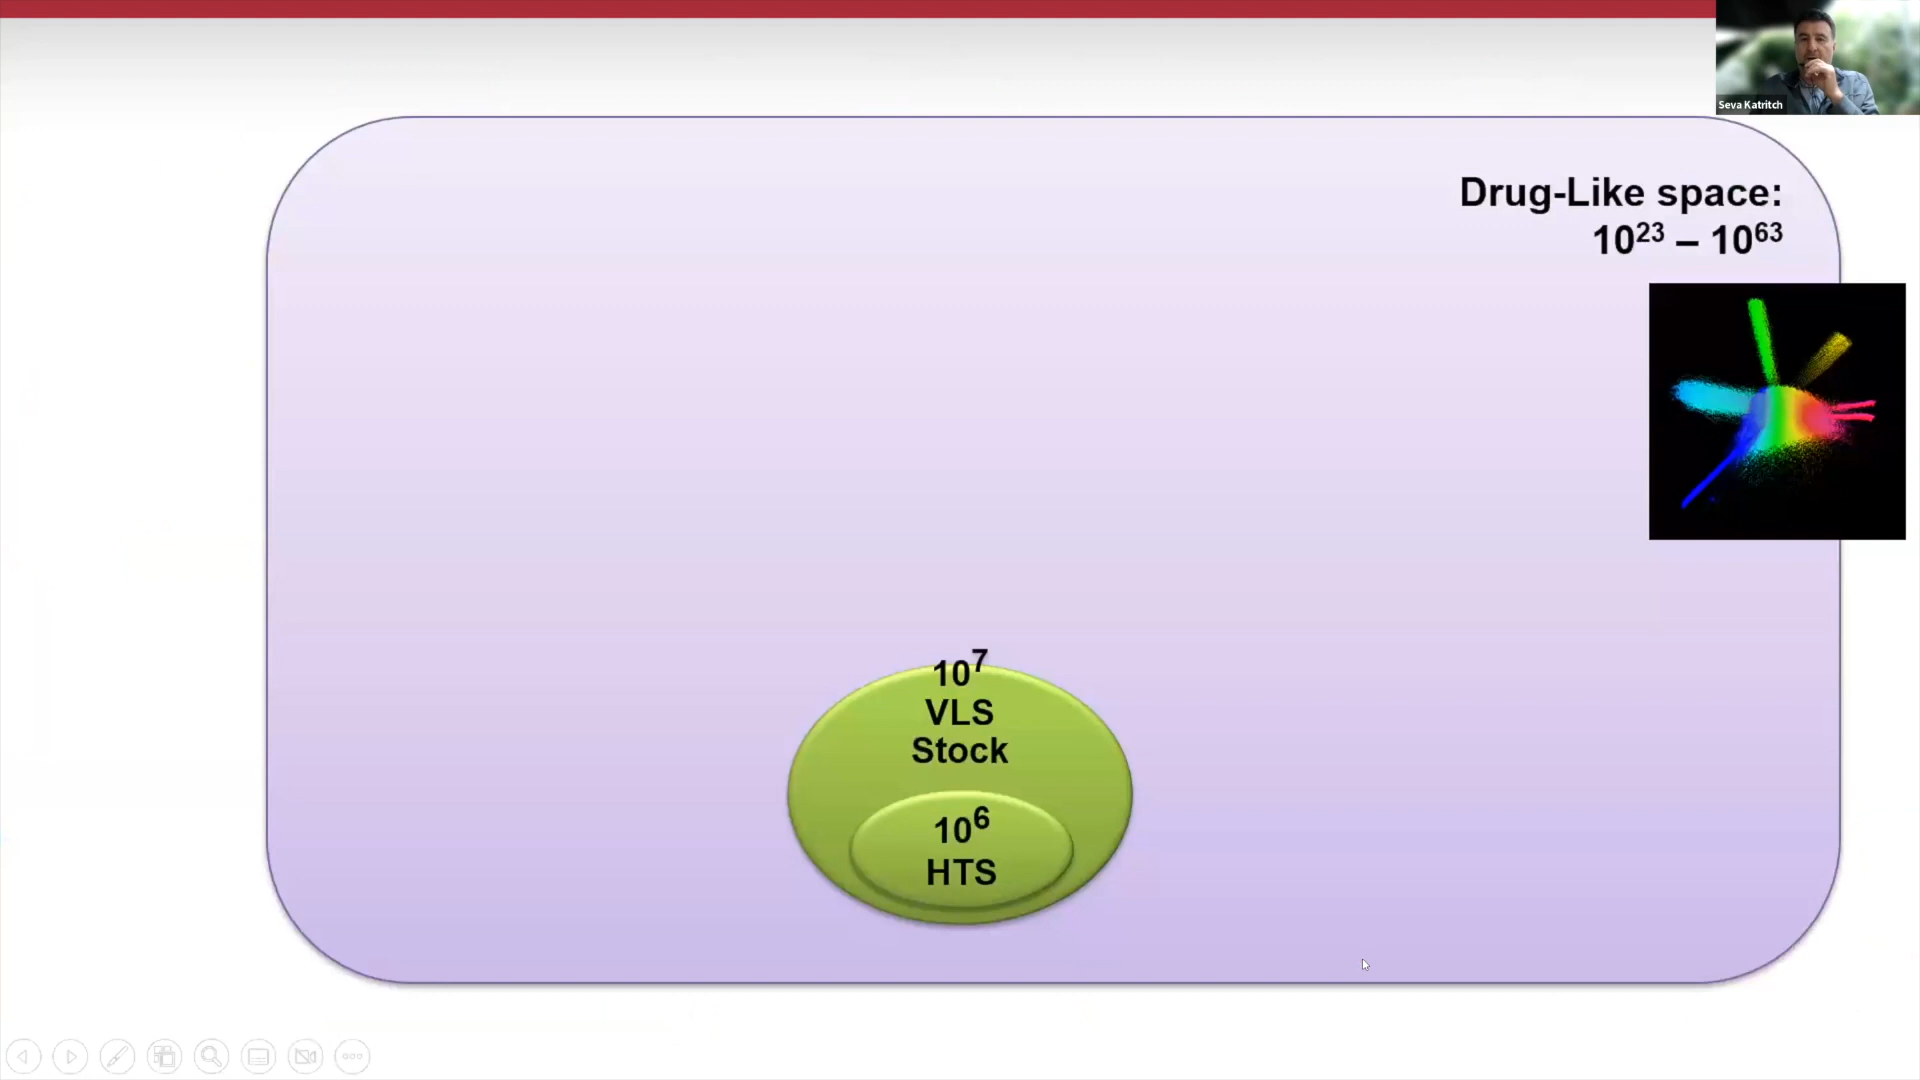 Seva Katritch
Drug-Like space:
10²³ – 10⁶³
10⁷
VLS
Stock
10⁶
HTS